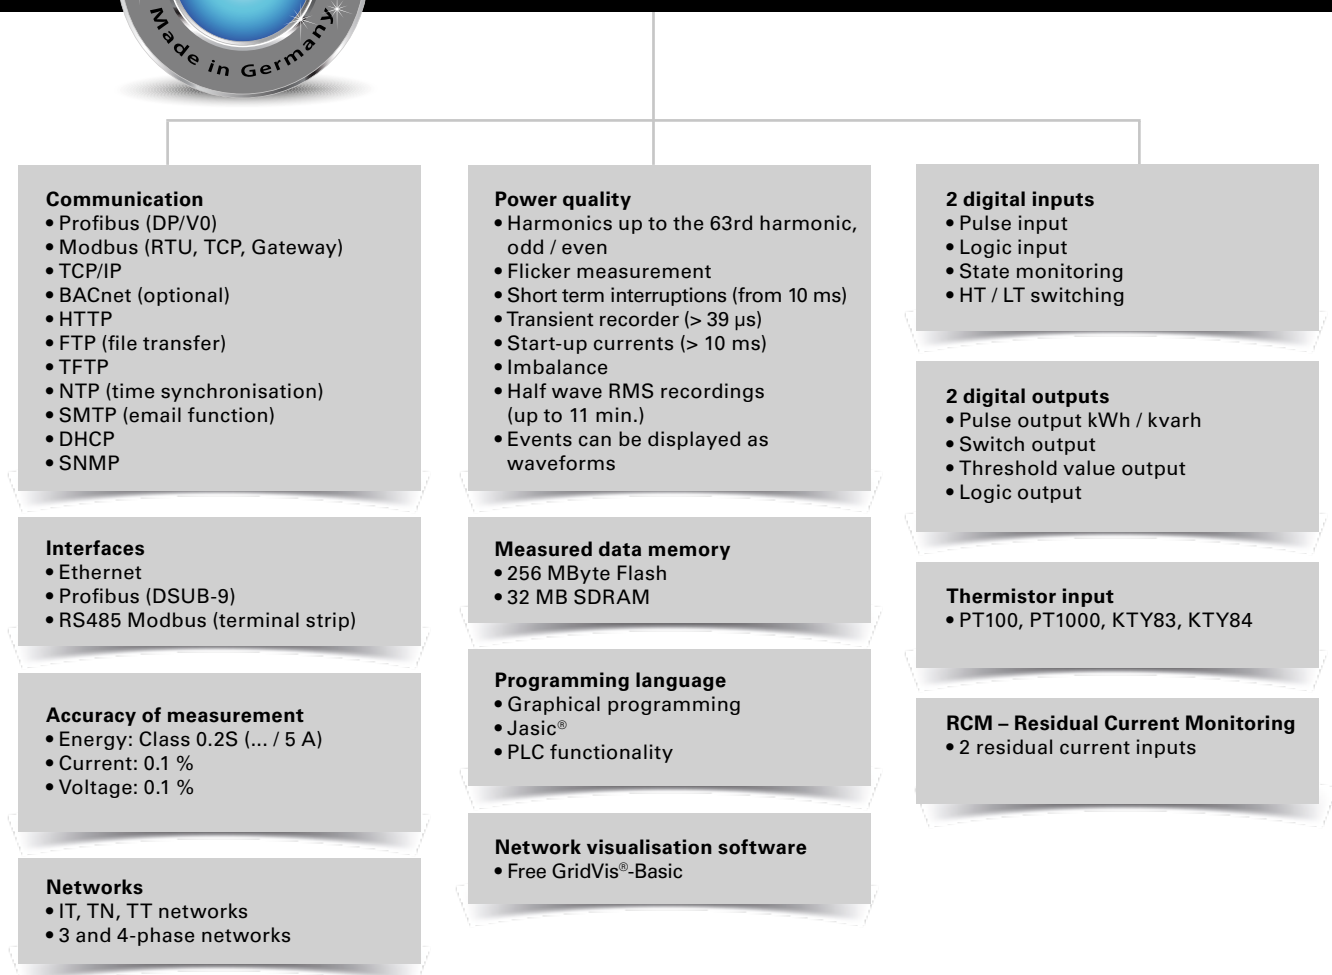 Made in Germany
Communication
• Profibus (DP/V0)
• Modbus (RTU, TCP, Gateway)
• TCP/IP
• BACnet (optional)
• HTTP
• FTP (file transfer)
• TFTP
• NTP (time synchronisation)
• SMTP (email function)
• DHCP
• SNMP
Interfaces
• Ethernet
• Profibus (DSUB-9)
• RS485 Modbus (terminal strip)
Accuracy of measurement
• Energy: Class 0.2S (... / 5 A)
• Current: 0.1 %
• Voltage: 0.1 %
Networks
• IT, TN, TT networks
• 3 and 4-phase networks
Power quality
• Harmonics up to the 63rd harmonic,
odd / even
• Flicker measurement
• Short term interruptions (from 10 ms)
• Transient recorder (> 39 µs)
• Start-up currents (> 10 ms)
• Imbalance
• Half wave RMS recordings
(up to 11 min.)
• Events can be displayed as
waveforms
Measured data memory
• 256 MByte Flash
• 32 MB SDRAM
Programming language
• Graphical programming
• Jasic®
• PLC functionality
Network visualisation software
• Free GridVis®-Basic
2 digital inputs
• Pulse input
• Logic input
• State monitoring
• HT / LT switching
2 digital outputs
• Pulse output kWh / kvarh
• Switch output
• Threshold value output
• Logic output
Thermistor input
• PT100, PT1000, KTY83, KTY84
RCM – Residual Current Monitoring
• 2 residual current inputs